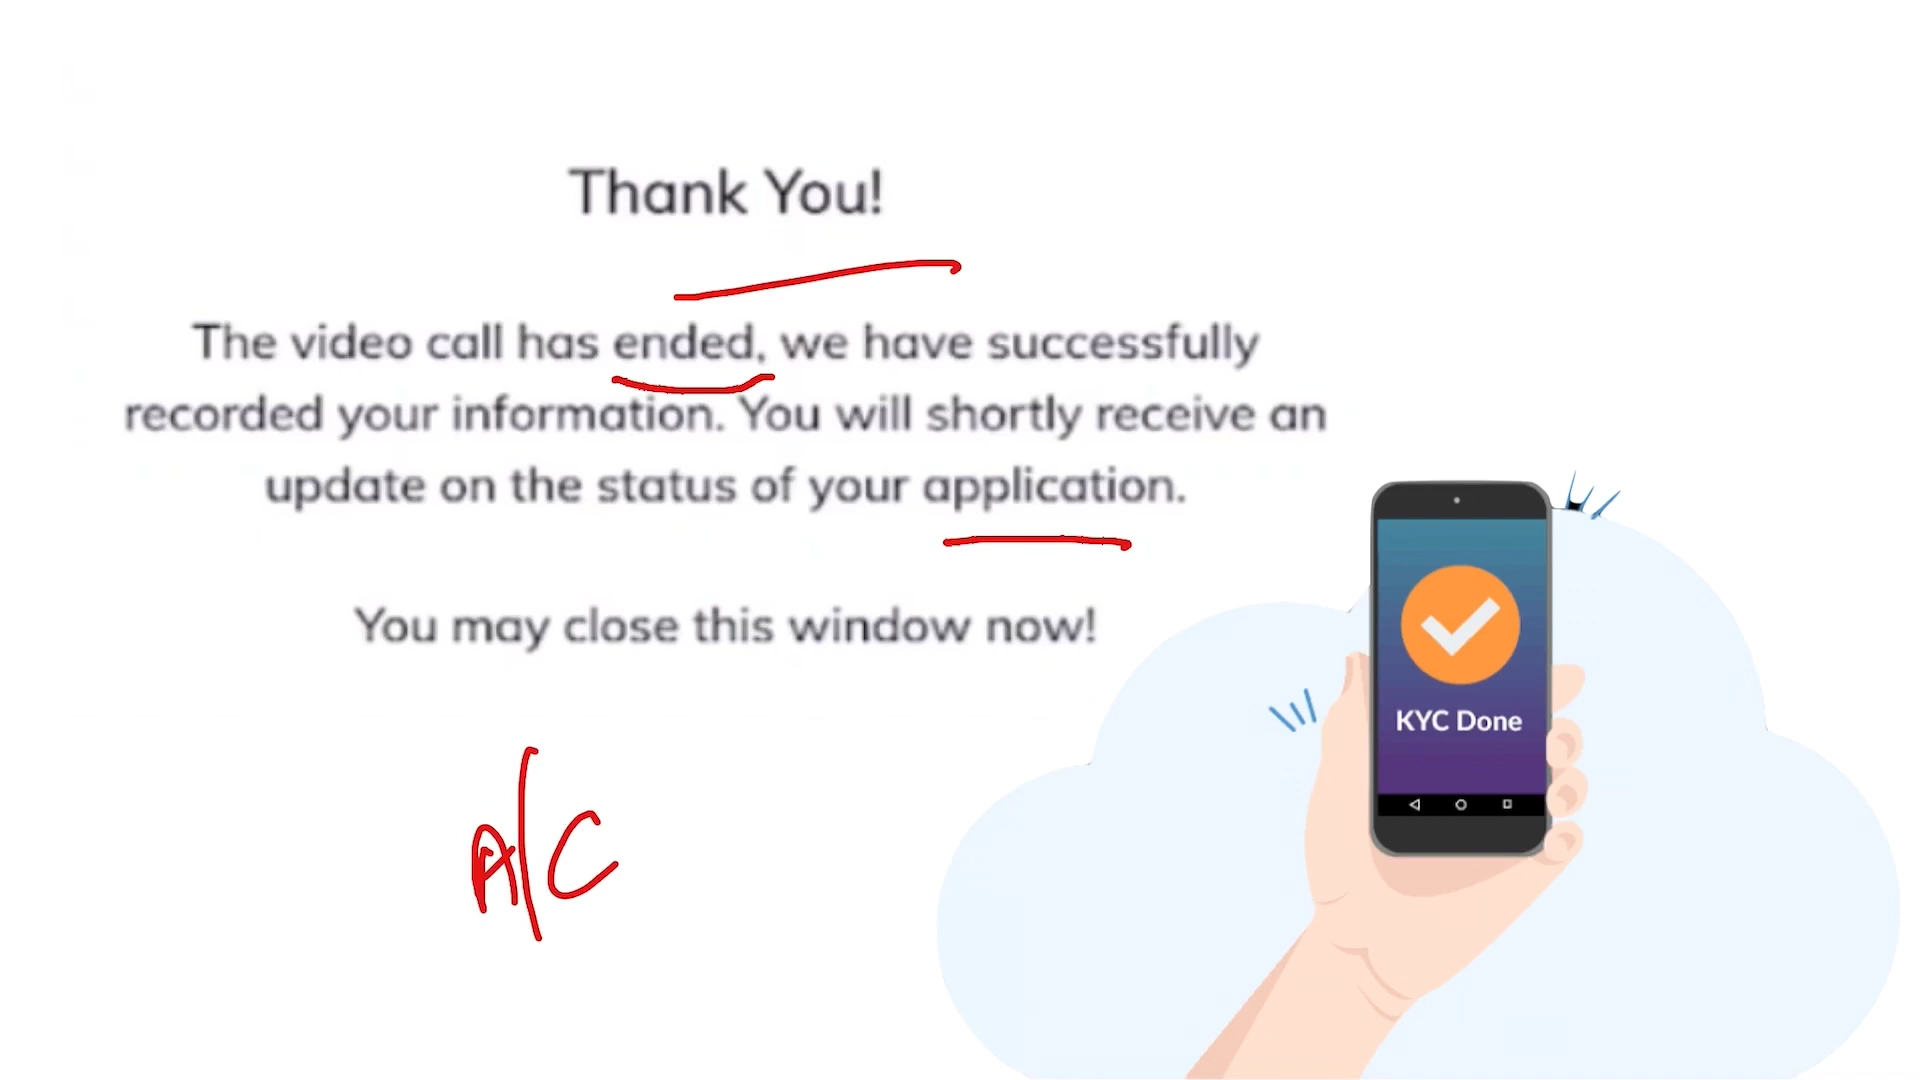 Thank You!
The video call has ended, we have successfully
recorded your information. You will shortly receive an
update on the status of your application.
You may close this window now!
KYC Done
A/C